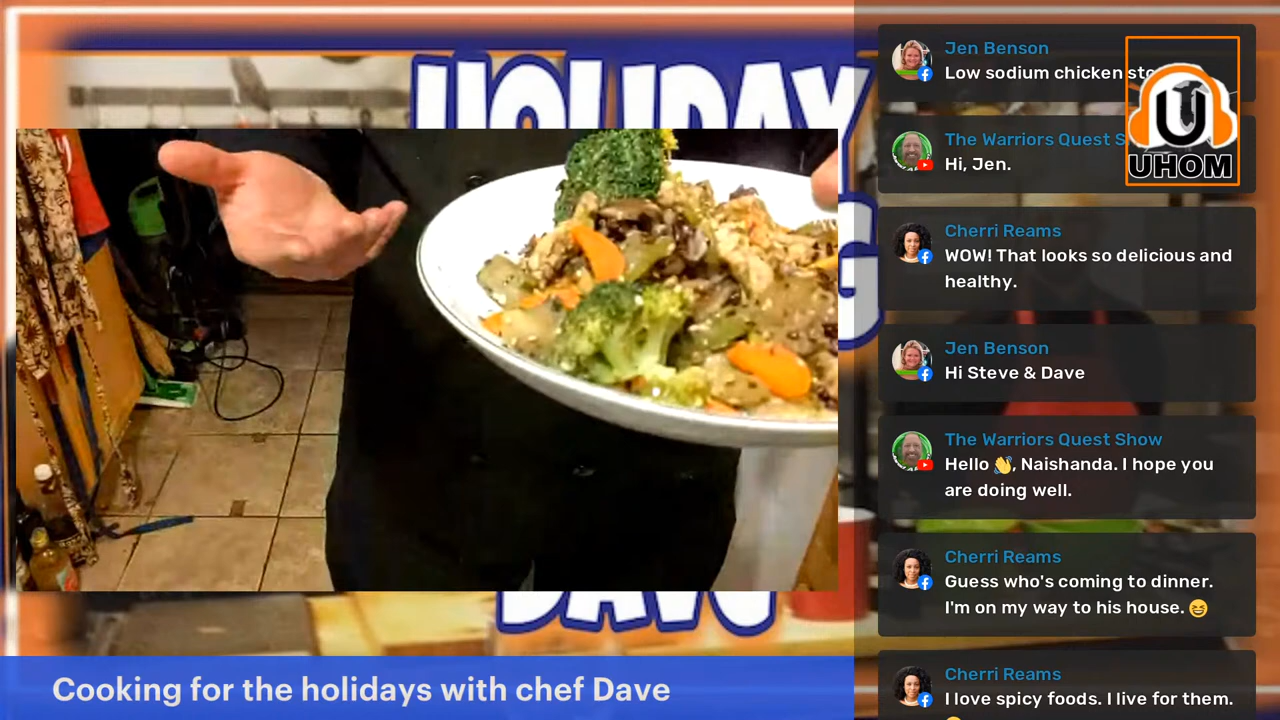 HOLIDAY
DAVE
Cooking for the holidays with chef Dave
Jen Benson
Low sodium chicken
The Warriors Quest
Hi, Jen.
UHOM
Cherri Reams
WOW! That looks so delicious and
healthy.
Jen Benson
Hi Steve & Dave
The Warriors Quest Show
Hello 👋, Naishanda. I hope you
are doing well.
Cherri Reams
Guess who's coming to dinner.
I'm on my way to his house. 😆
Cherri Reams
I love spicy foods. I live for them.